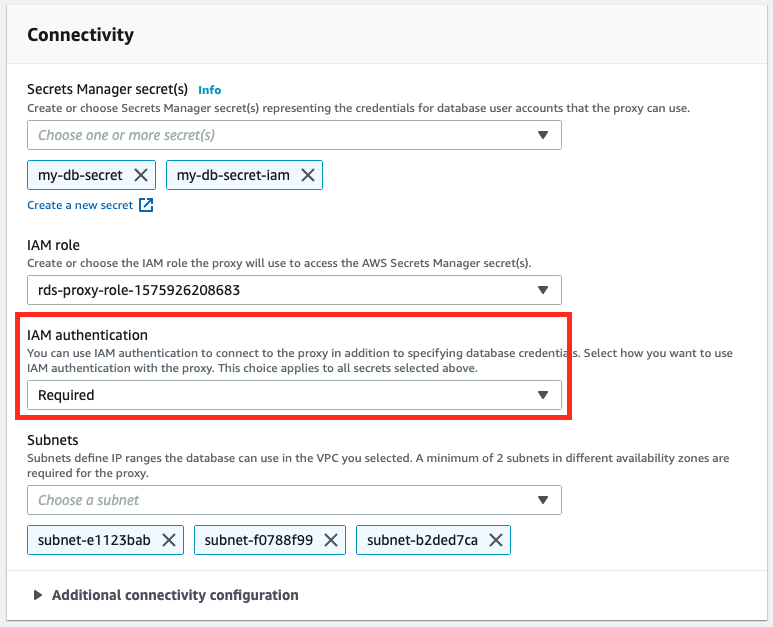 Connectivity
Secrets Manager secret(s) Info
Create or choose Secrets Manager secret(s) representing the credentials for database user accounts that the proxy can use.
Choose one or more secret(s)
my-db-secret my-db-secret-iam
Create a new secret
IAM role
Create or choose the IAM role the proxy will use to access the AWS Secrets Manager secret(s).
rds-proxy-role-1575926208683
IAM authentication
You can use IAM authentication to connect to the proxy in addition to specifying database credentials. Select how you want to use
IAM authentication with the proxy. This choice applies to all secrets selected above.
Required
Subnets
Subnets define IP ranges the database can use in the VPC you selected. A minimum of 2 subnets in different availability zones are
required for the proxy.
Choose a subnet
subnet-e1123bab subnet-f0788f99 subnet-b2ded7ca
Additional connectivity configuration